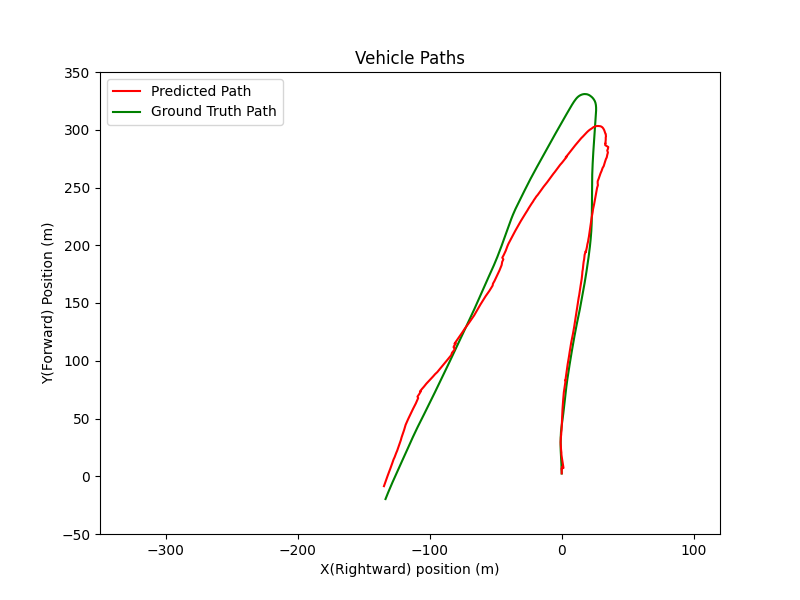 Vehicle Paths
Predicted Path
Ground Truth Path
350
300
250
200
150
100
50
0
−50
Y(Forward) Position (m)
−300
−200
−100
0
100
X(Rightward) position (m)